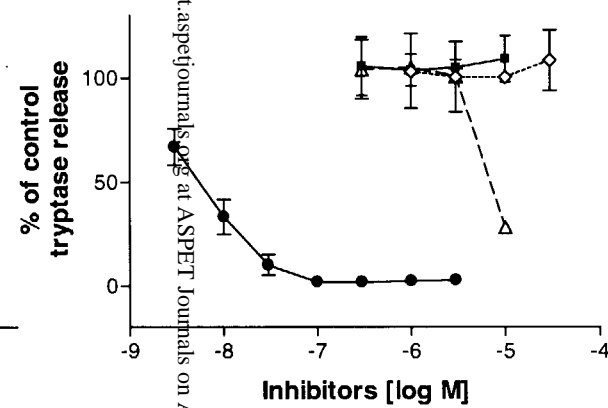 t.aspetjournals.org at ASPET Journals on A
% of control
tryptase release
100
50
0
-9 -8 -7 -6 -5 -4
Inhibitors [log M]